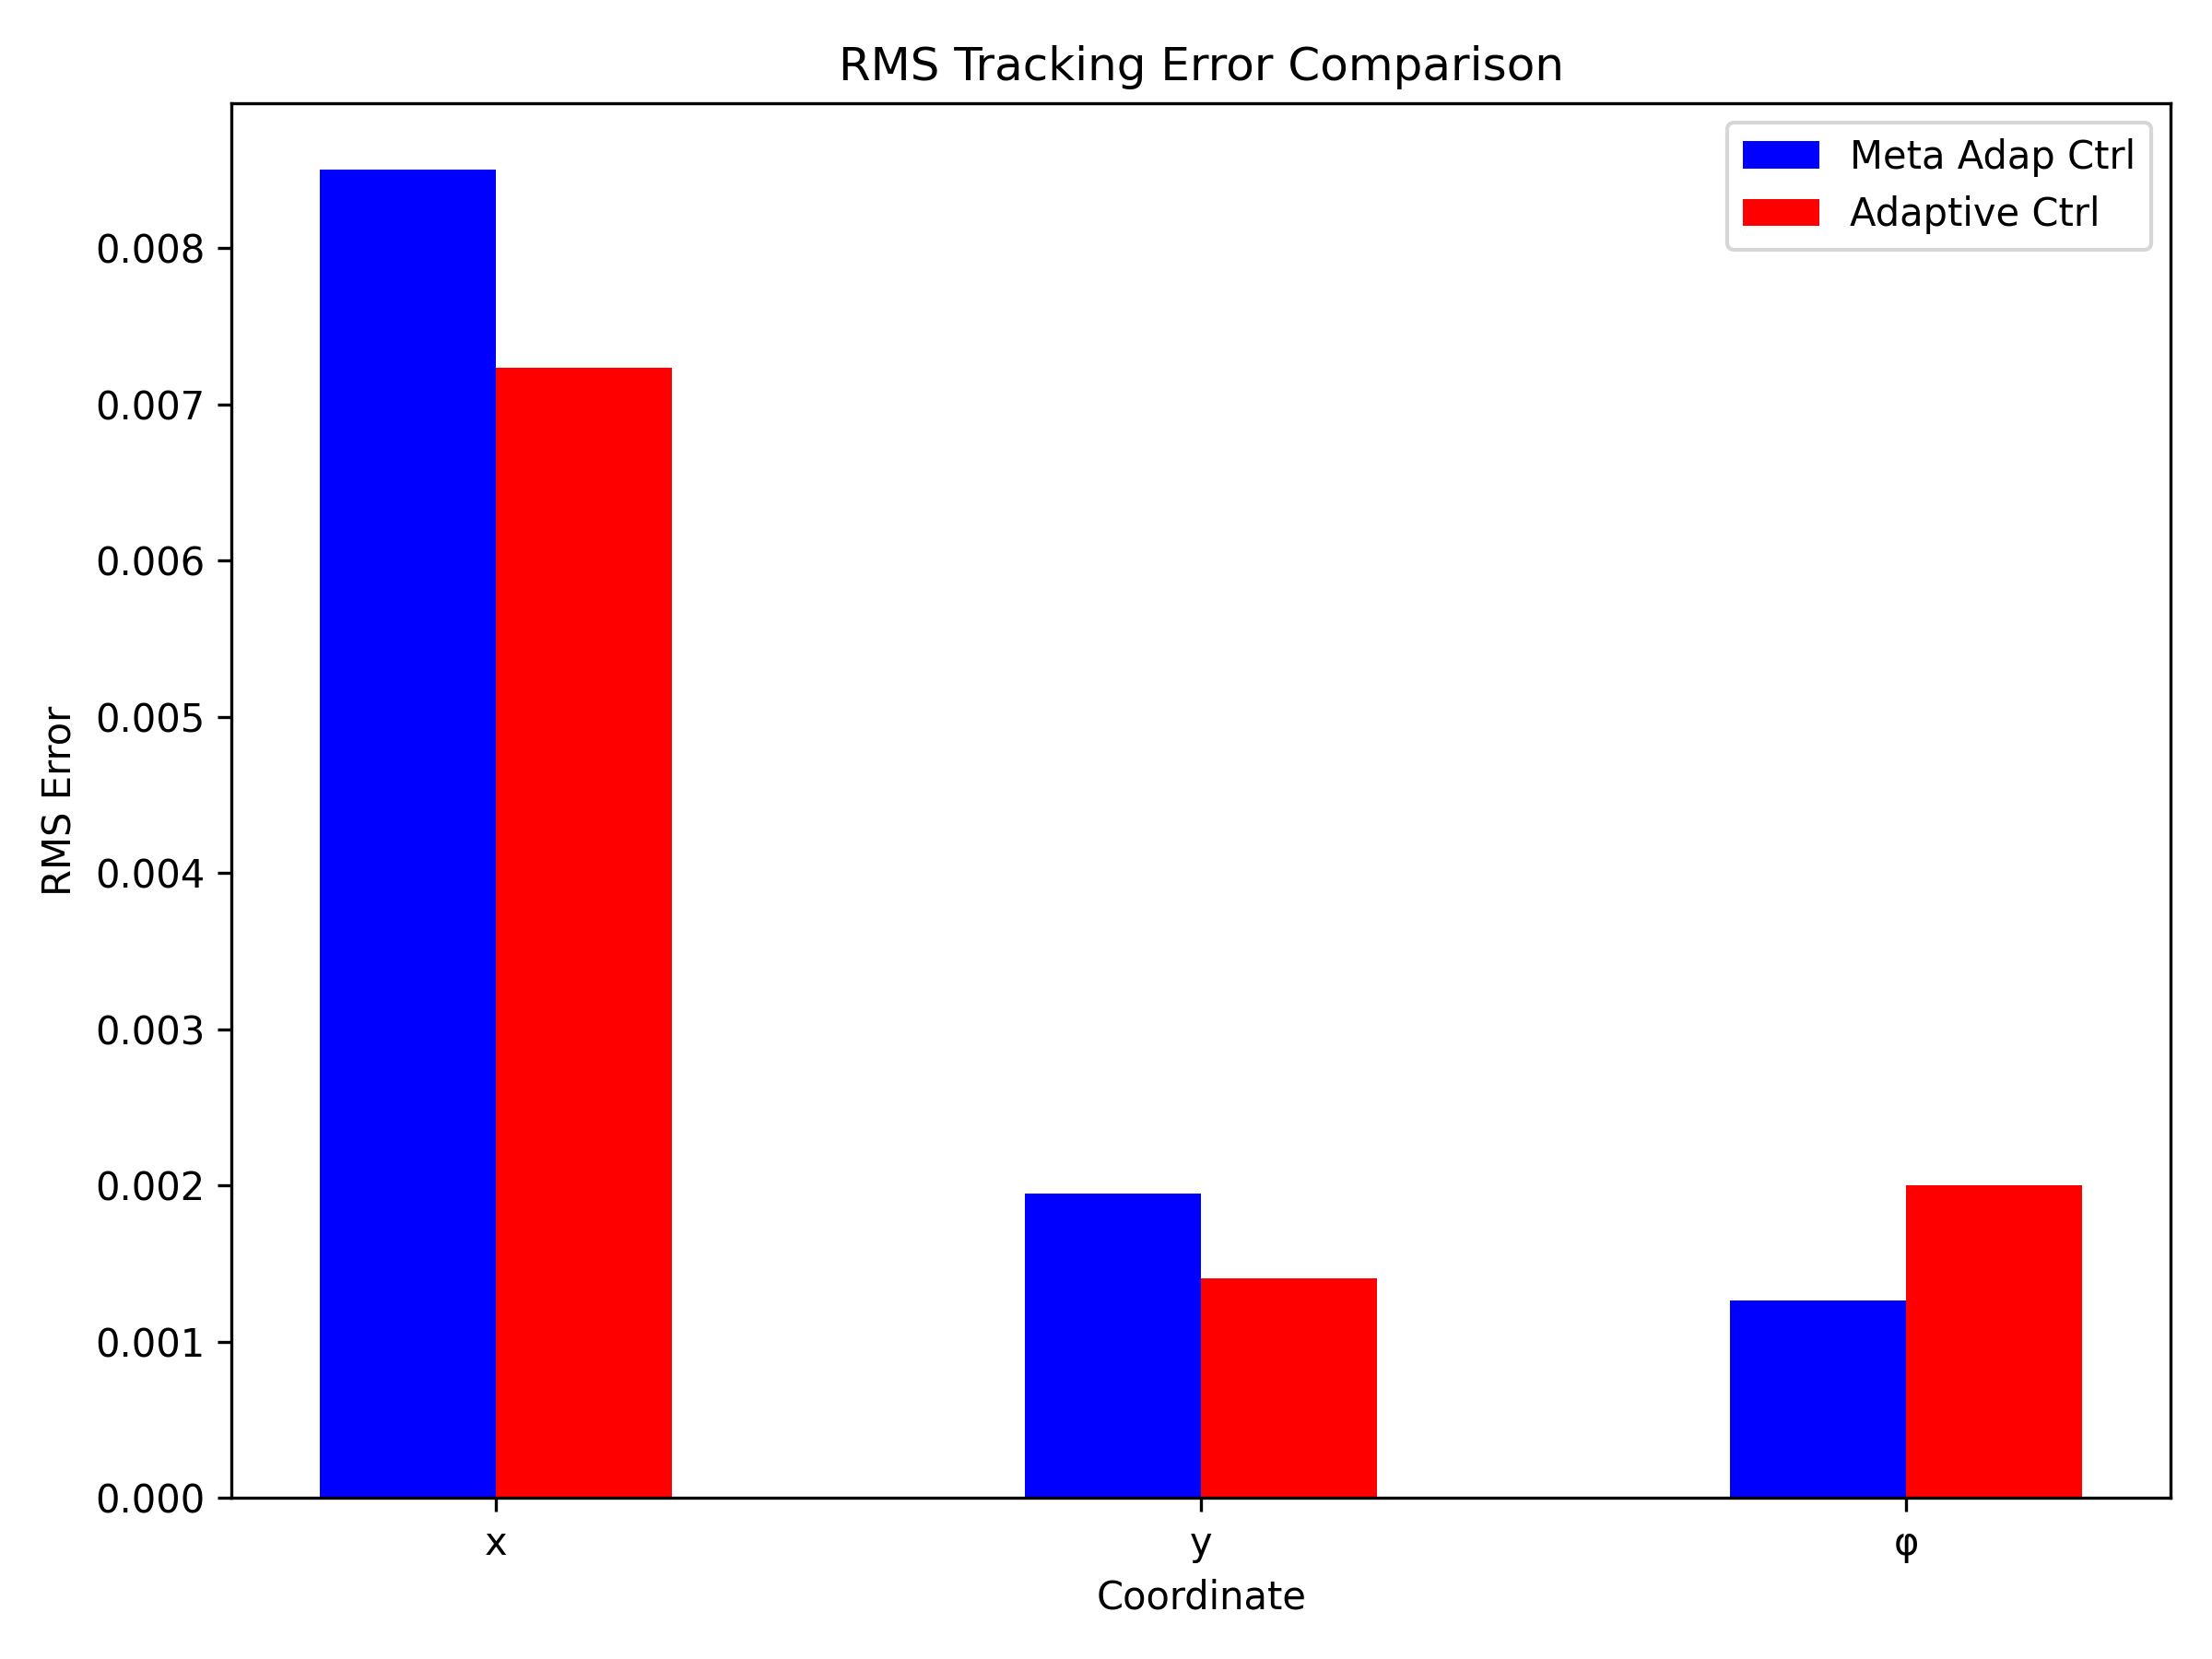 RMS Tracking Error Comparison
Meta Adap Ctrl
Adaptive Ctrl
RMS Error
0.008
0.007
0.006
0.005
0.004
0.003
0.002
0.001
0.000
x
y
φ
Coordinate